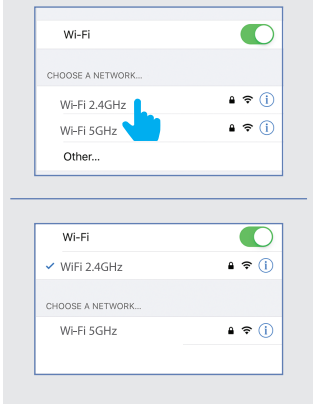 Wi-Fi
CHOOSE A NETWORK...
Wi-Fi 2.4GHz
Wi-Fi 5GHz
Other...
Wi-Fi
WiFi 2.4GHz
CHOOSE A NETWORK...
Wi-Fi 5GHz